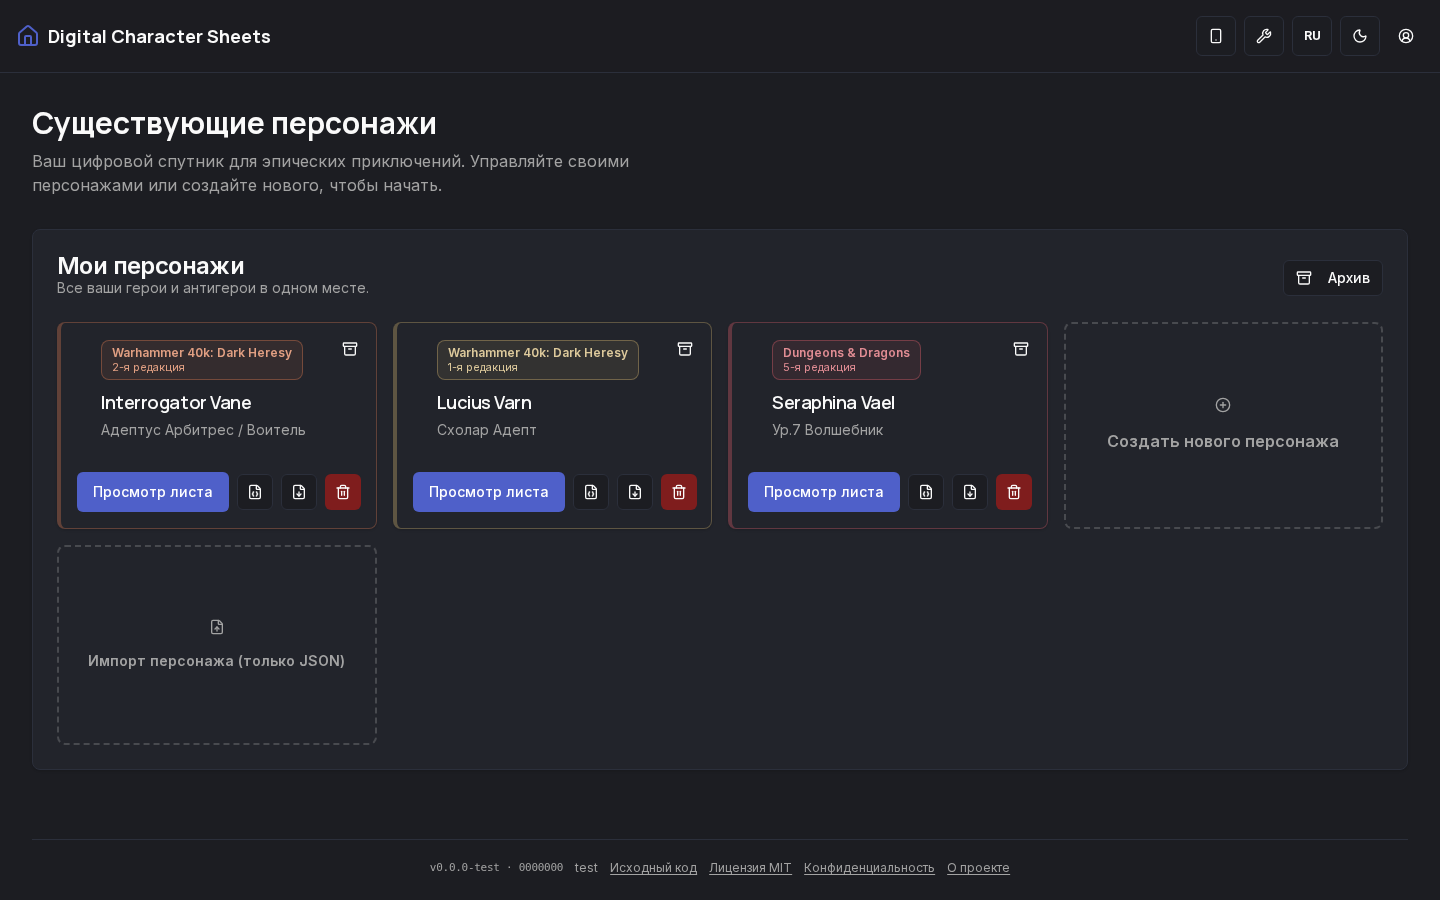 Digital Character Sheets
RU
Существующие персонажи
Ваш цифровой спутник для эпических приключений. Управляйте своими
персонажами или создайте нового, чтобы начать.
Мои персонажи
Все ваши герои и антигерои в одном месте.
Архив
Warhammer 40k: Dark Heresy
2-я редакция
Interrogator Vane
Адептус Арбитрес / Воитель
Просмотр листа
Warhammer 40k: Dark Heresy
1-я редакция
Lucius Varn
Схолар Адепт
Просмотр листа
Dungeons & Dragons
5-я редакция
Seraphina Vael
Ур.7 Волшебник
Просмотр листа
Создать нового персонажа
Импорт персонажа (только JSON)
v0.0.0-test · 0000000 test Исходный код Лицензия MIT Конфиденциальность О проекте